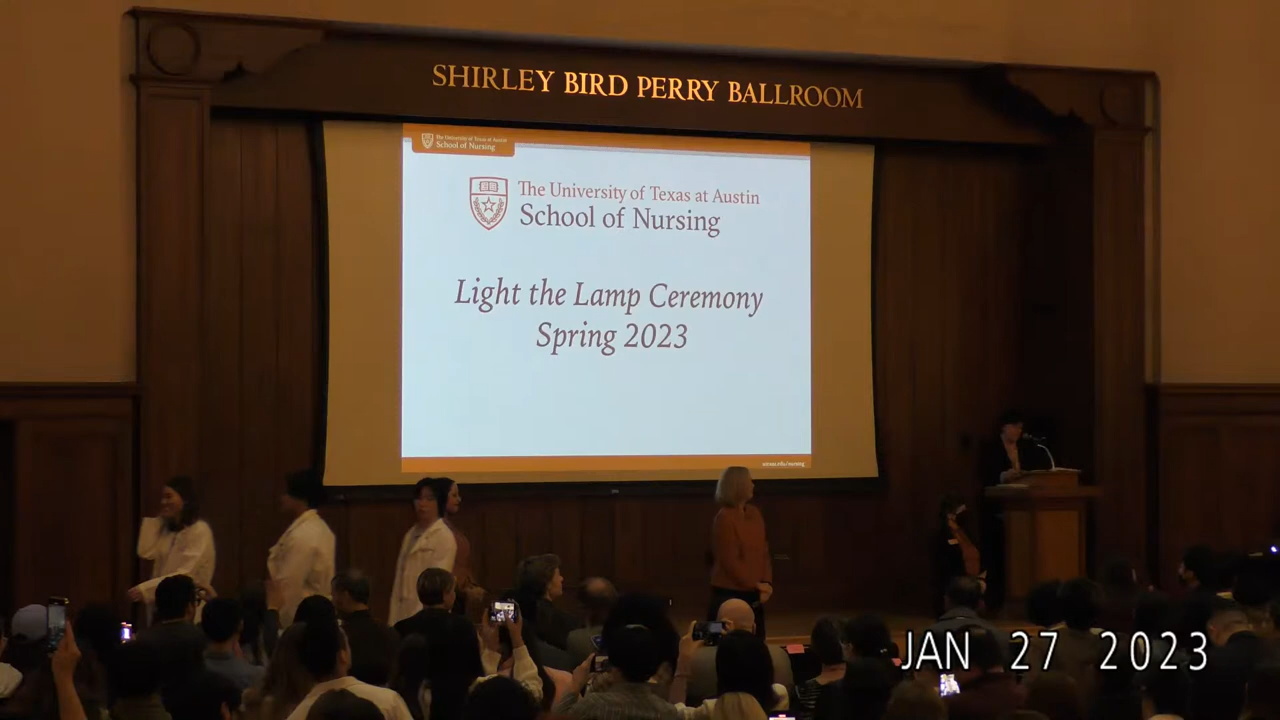 SHIRLEY BIRD PERRY BALLROOM
The University of Texas at Austin
School of Nursing
The University of Texas at Austin
School of Nursing
Light the Lamp Ceremony
Spring 2023
JAN 27 2023